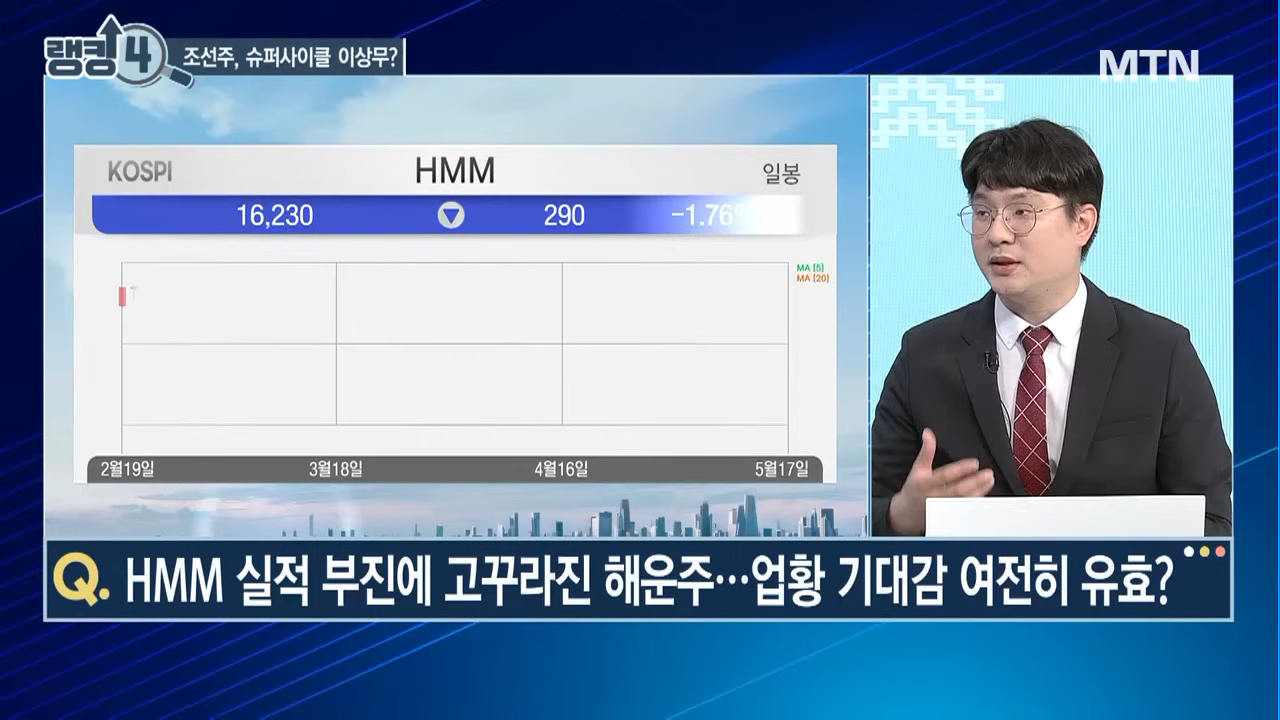 랭킹4 조선주, 슈퍼사이클 이상무?
MTN
KOSPI HMM 일봉
16,230 ▽ 290 -1.76%
MA [5]
MA [20]
2월19일 3월18일 4월16일 5월17일
Q. HMM 실적 부진에 고꾸라진 해운주…업황 기대감 여전히 유효?